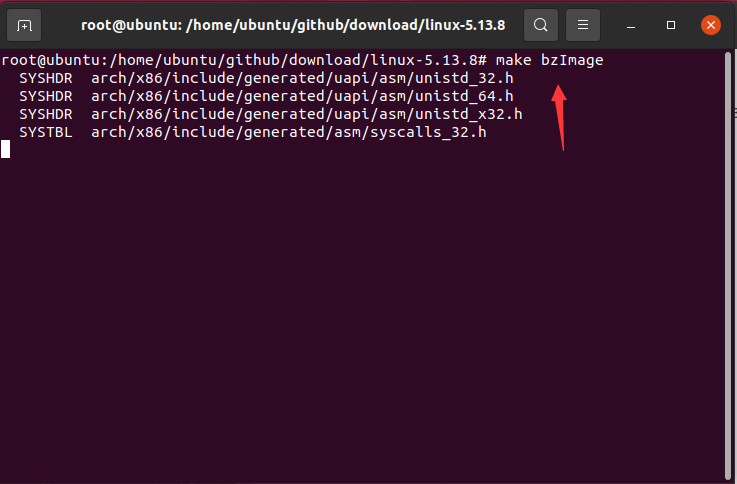 root@ubuntu: /home/ubuntu/github/download/linux-5.13.8
root@ubuntu:/home/ubuntu/github/download/linux-5.13.8# make bzImage
  SYSHDR  arch/x86/include/generated/uapi/asm/unistd_32.h
  SYSHDR  arch/x86/include/generated/uapi/asm/unistd_64.h
  SYSHDR  arch/x86/include/generated/uapi/asm/unistd_x32.h
  SYSTBL  arch/x86/include/generated/asm/syscalls_32.h